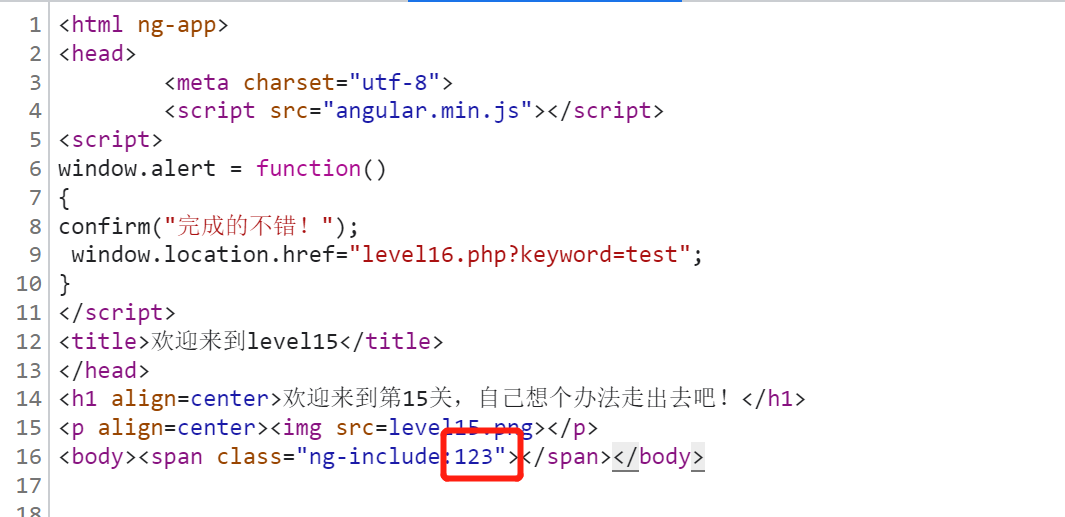 1 <html ng-app>
2 <head>
3         <meta charset="utf-8">
4         <script src="angular.min.js"></script>
5 <script>
6 window.alert = function()
7 {
8 confirm("完成的不错！");
9  window.location.href="level16.php?keyword=test";
10 }
11 </script>
12 <title>欢迎来到level15</title>
13 </head>
14 <h1 align=center>欢迎来到第15关，自己想个办法走出去吧！</h1>
15 <p align=center><img src=level15.png></p>
16 <body><span class="ng-include:123"></span></body>
17
18